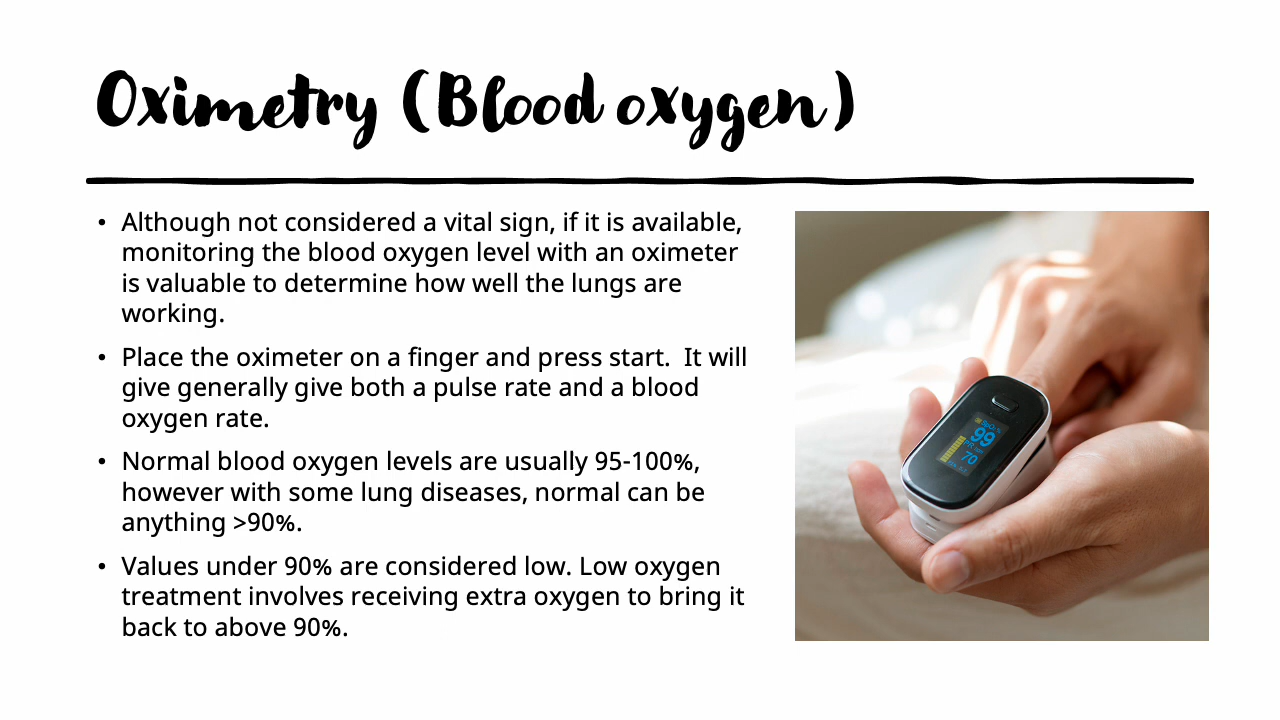 Oximetry (Blood oxygen)
• Although not considered a vital sign, if it is available,
monitoring the blood oxygen level with an oximeter
is valuable to determine how well the lungs are
working.
• Place the oximeter on a finger and press start.  It will
give generally give both a pulse rate and a blood
oxygen rate.
• Normal blood oxygen levels are usually 95-100%,
however with some lung diseases, normal can be
anything >90%.
• Values under 90% are considered low. Low oxygen
treatment involves receiving extra oxygen to bring it
back to above 90%.
SpO₂
99
70